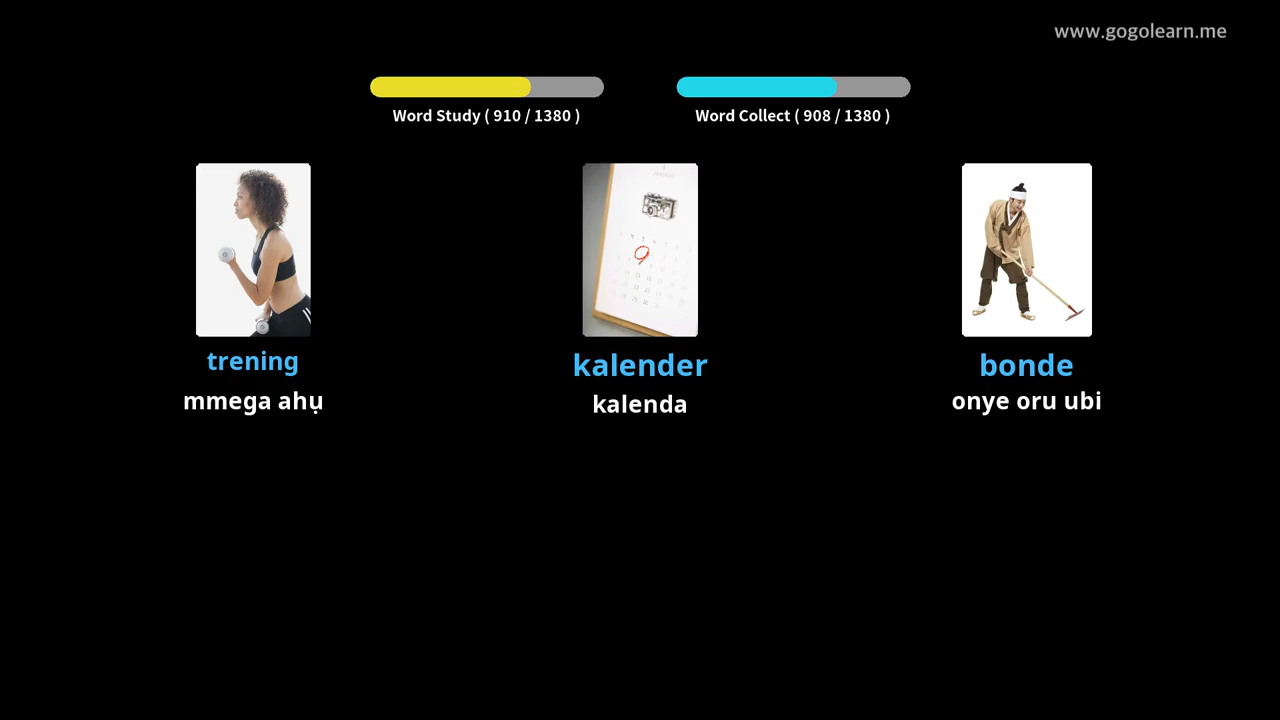 www.gogolearn.me
Word Study ( 910 / 1380 )
Word Collect ( 908 / 1380 )
9
trening
kalender
bonde
mmega ahụ
kalenda
onye oru ubi